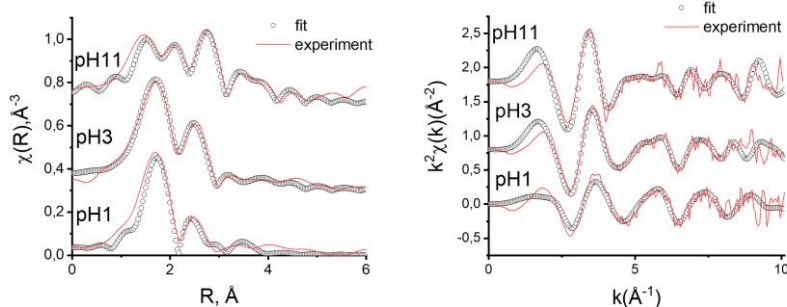 fit
experiment
pH11
pH3
pH1
χ(R),Å⁻³
1,0
0,8
0,6
0,4
0,2
0,0
0
2
4
6
R, Å
fit
experiment
pH11
pH3
pH1
k²χ(k)(Å⁻²)
2,5
2,0
1,5
1,0
0,5
0,0
-0,5
0
5
10
k(Å⁻¹)